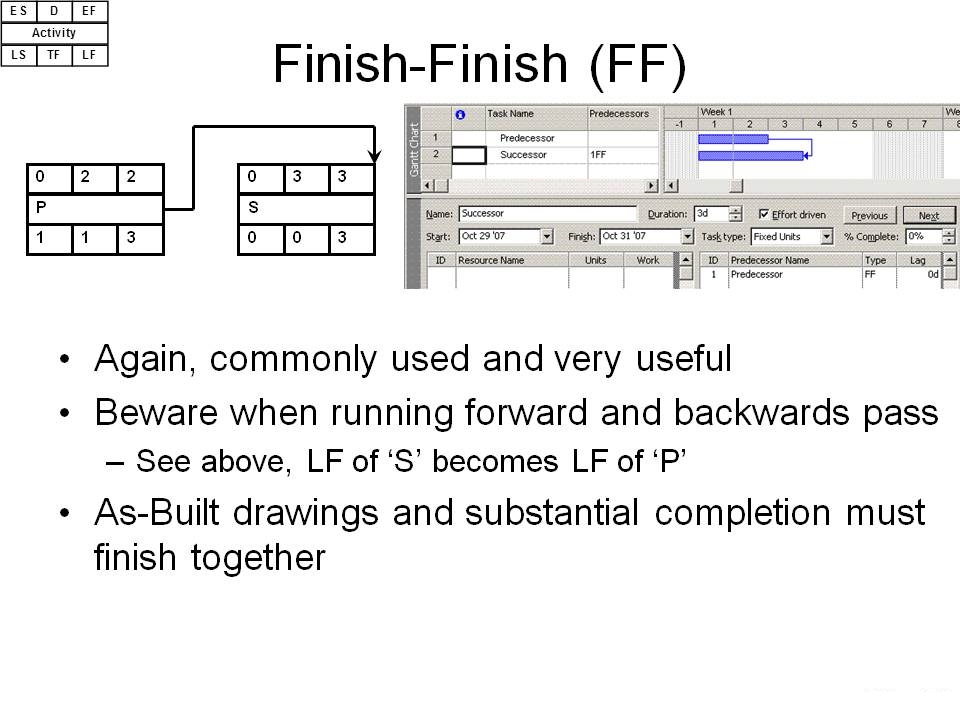 ES D EF
Activity
LS TF LF
Finish-Finish (FF)
0 2 2
P
1 1 3
0 3 3
S
0 0 3
Gantt Chart
Task Name Predecessors
1 Predecessor
2 Successor 1FF
Week 1 We
-1 1 2 3 4 5 6 7 8
Name: Successor Duration: 3d Effort driven Previous Next
Start: Oct 29 '07 Finish: Oct 31 '07 Task type: Fixed Units % Complete: 0%
ID Resource Name Units Work ID Predecessor Name Type Lag
1 Predecessor FF 0d
• Again, commonly used and very useful
• Beware when running forward and backwards pass
– See above, LF of ‘S’ becomes LF of ‘P’
• As-Built drawings and substantial completion must
finish together